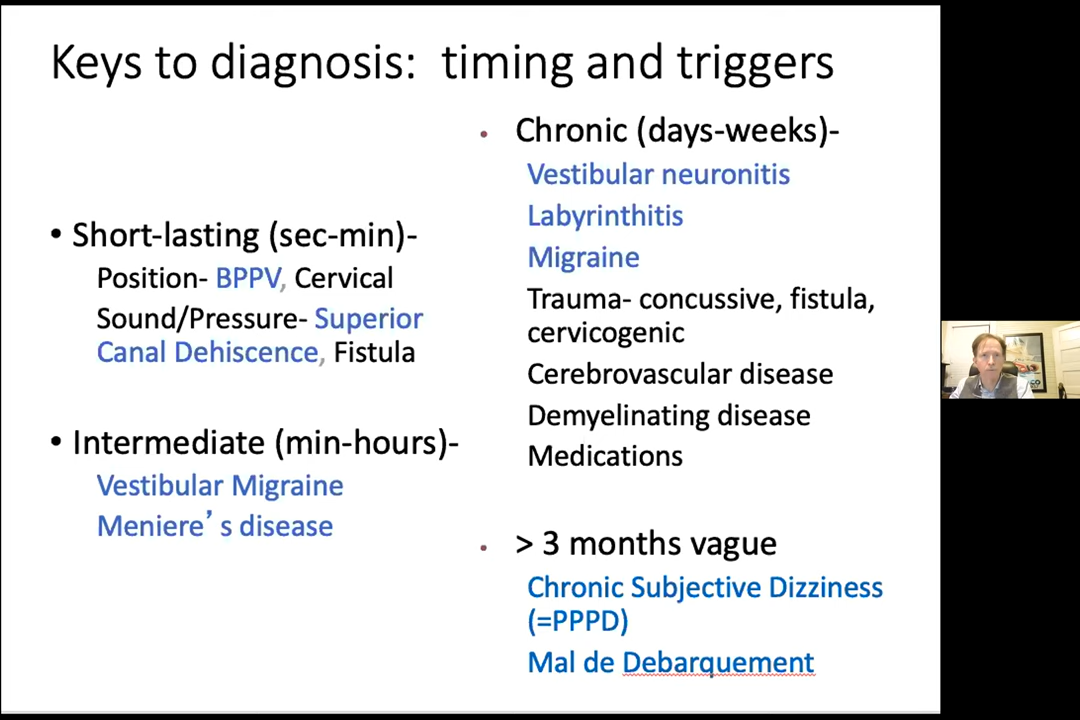 Keys to diagnosis:  timing and triggers
• Short-lasting (sec-min)-
Position- BPPV, Cervical
Sound/Pressure- Superior
Canal Dehiscence, Fistula
• Intermediate (min-hours)-
Vestibular Migraine
Meniere’s disease
• Chronic (days-weeks)-
Vestibular neuronitis
Labyrinthitis
Migraine
Trauma- concussive, fistula,
cervicogenic
Cerebrovascular disease
Demyelinating disease
Medications
• > 3 months vague
Chronic Subjective Dizziness
(=PPPD)
Mal de Debarquement